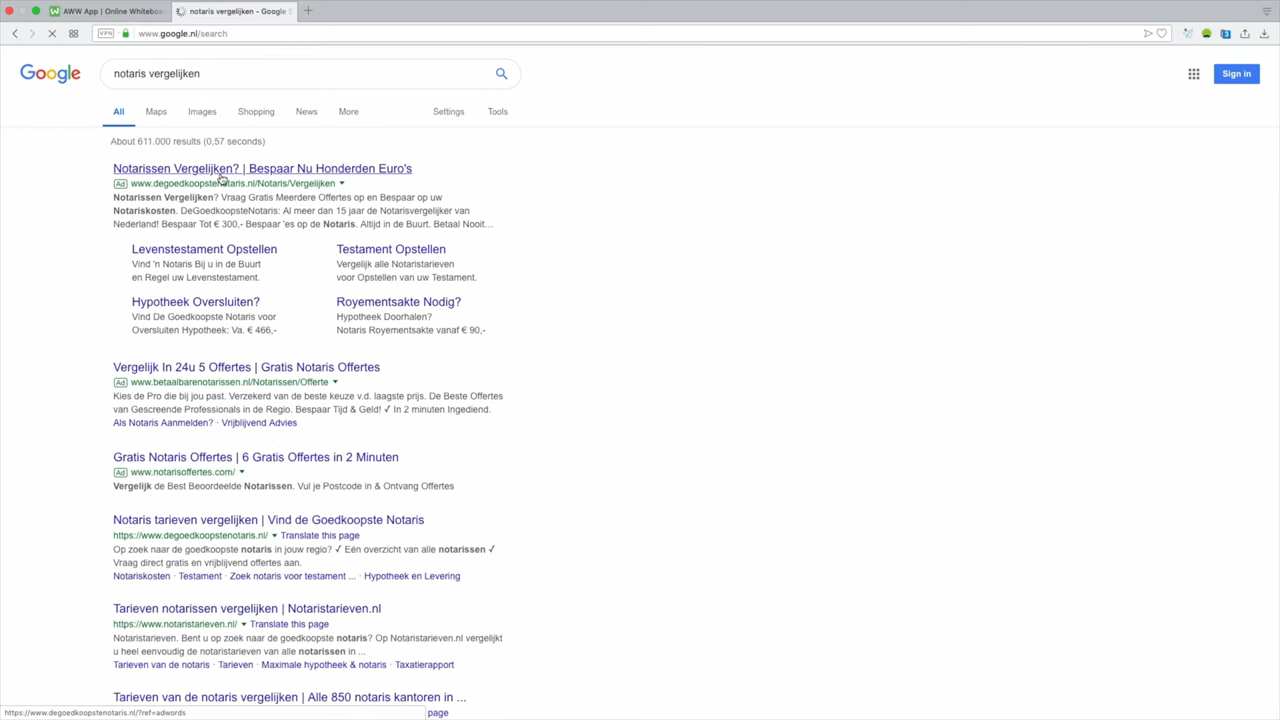 AWW App | Online Whiteboa
notaris vergelijken - Google S
VPN
www.google.nl/search
Google
notaris vergelijken
Sign in
All Maps Images Shopping News More Settings Tools
About 611.000 results (0,57 seconds)
Notarissen Vergelijken? | Bespaar Nu Honderden Euro's
Ad www.degoedkoopstenotaris.nl/Notaris/Vergelijken
Notarissen Vergelijken? Vraag Gratis Meerdere Offertes op en Bespaar op uw
Notariskosten. DeGoedkoopsteNotaris: Al meer dan 15 jaar de Notarisvergelijker van
Nederland! Bespaar Tot € 300,- Bespaar 'es op de Notaris. Altijd in de Buurt. Betaal Nooit...
Levenstestament Opstellen
Vind 'n Notaris Bij u in de Buurt
en Regel uw Levenstestament.
Testament Opstellen
Vergelijk alle Notaristarieven
voor Opstellen van uw Testament.
Hypotheek Oversluiten?
Vind De Goedkoopste Notaris voor
Oversluiten Hypotheek: Va. € 466,-
Royementsakte Nodig?
Hypotheek Doorhalen?
Notaris Royementsakte vanaf € 90,-
Vergelijk In 24u 5 Offertes | Gratis Notaris Offertes
Ad www.betaalbarenotarissen.nl/Notarissen/Offerte
Kies de Pro die bij jou past. Verzekerd van de beste keuze v.d. laagste prijs. De Beste Offertes
van Gescreende Professionals in de Regio. Bespaar Tijd & Geld! ✓ In 2 minuten Ingediend.
Als Notaris Aanmelden? · Vrijblijvend Advies
Gratis Notaris Offertes | 6 Gratis Offertes in 2 Minuten
Ad www.notarisoffertes.com/
Vergelijk de Best Beoordeelde Notarissen. Vul je Postcode in & Ontvang Offertes
Notaris tarieven vergelijken | Vind de Goedkoopste Notaris
https://www.degoedkoopstenotaris.nl/ Translate this page
Op zoek naar de goedkoopste notaris in jouw regio? ✓ Eén overzicht van alle notarissen ✓
Vraag direct gratis en vrijblijvend offertes aan.
Notariskosten · Testament · Zoek notaris voor testament ... · Hypotheek en Levering
Tarieven notarissen vergelijken | Notaristarieven.nl
https://www.notaristarieven.nl/ Translate this page
Notaristarieven. Bent u op zoek naar de goedkoopste notaris? Op Notaristarieven.nl vergelijkt
u heel eenvoudig de notaristarieven van alle notarissen in ...
Tarieven van de notaris · Tarieven · Maximale hypotheek & notaris · Taxatierapport
Tarieven van de notaris vergelijken | Alle 850 notaris kantoren in ...
https://www.degoedkoopstenotaris.nl/?ref=adwords
page